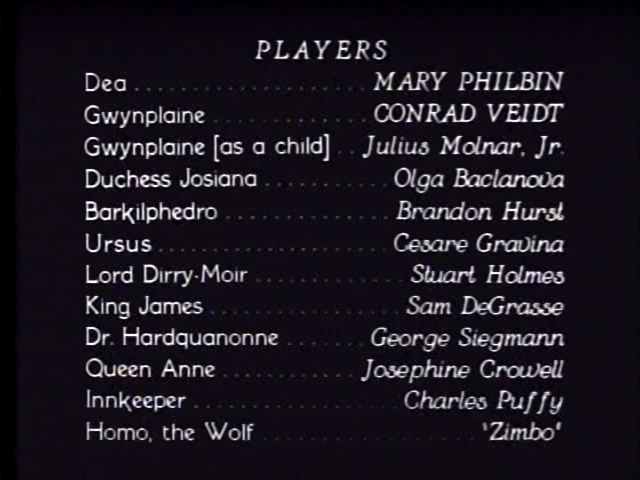 PLAYERS
Dea . . . . . . . . . . . . . . . . . . . . MARY PHILBIN
Gwynplaine . . . . . . . . . . . . . CONRAD VEIDT
Gwynplaine [as a child] . . Julius Molnar, Jr.
Duchess Josiana . . . . . . . . . . Olga Baclanova
Barkilphedro . . . . . . . . . . . . . Brandon Hurst
Ursus . . . . . . . . . . . . . . . . . . . Cesare Gravina
Lord Dirry-Moir . . . . . . . . . . . . Stuart Holmes
King James . . . . . . . . . . . . . . . . Sam DeGrasse
Dr. Hardquanonne . . . . . . . . George Siegmann
Queen Anne . . . . . . . . . . . . Josephine Crowell
Innkeeper . . . . . . . . . . . . . . . . Charles Puffy
Homo, the Wolf . . . . . . . . . . . . . . . . "Zimbo"